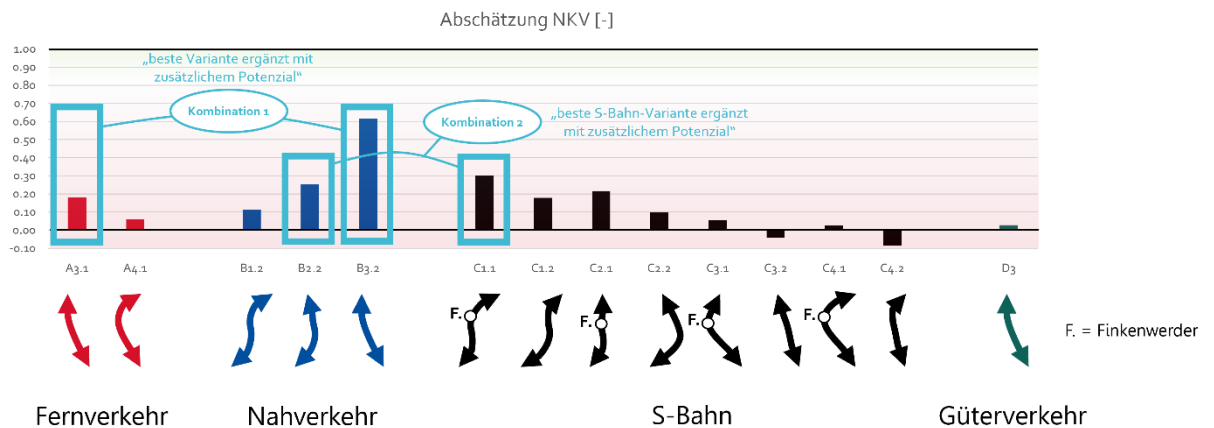 Abschätzung NKV [-]
1.00
0.90
0.80
0.70
0.60
0.50
0.40
0.30
0.20
0.10
0.00
-0.10
„beste Variante ergänzt mit
zusätzlichem Potenzial“
Kombination 1
Kombination 2
„beste S-Bahn-Variante ergänzt
mit zusätzlichem Potenzial“
A3.1
A4.1
B1.2
B2.2
B3.2
C1.1
C1.2
C2.1
C2.2
C3.1
C3.2
C4.1
C4.2
D3
F.
F.
F.
F.
F. = Finkenwerder
Fernverkehr
Nahverkehr
S-Bahn
Güterverkehr